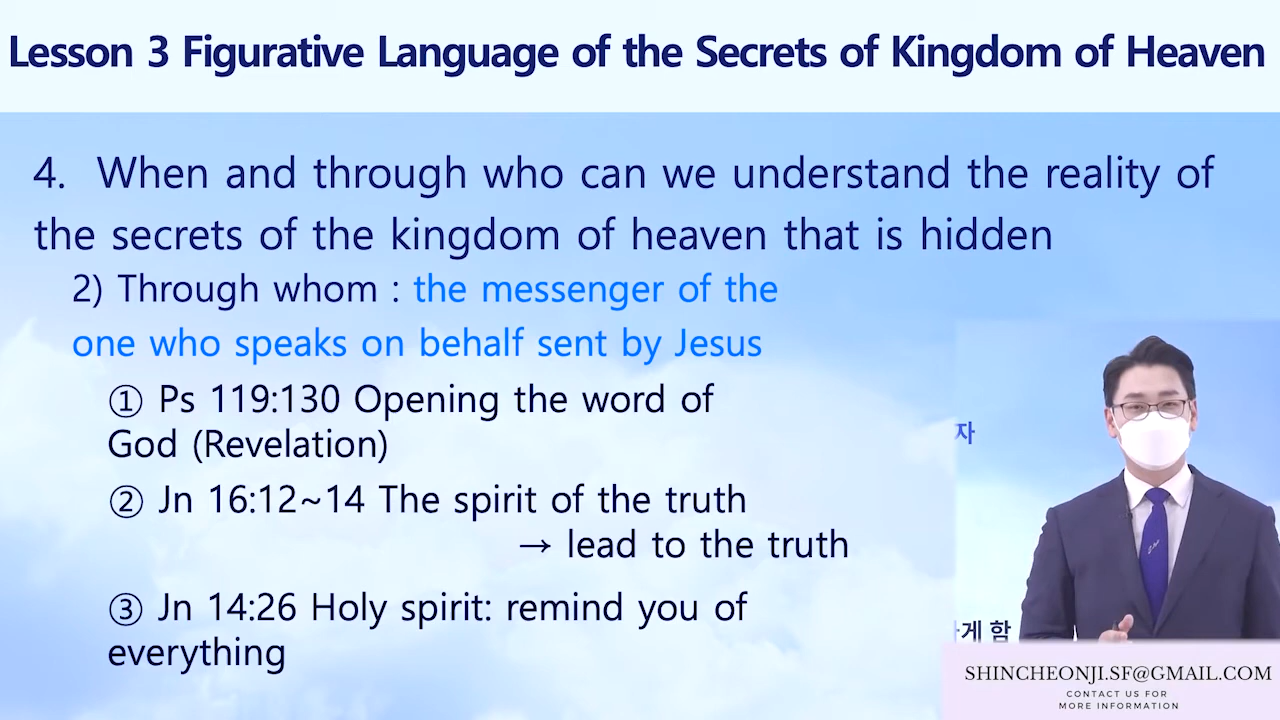 Lesson 3 Figurative Language of the Secrets of Kingdom of Heaven
4. When and through who can we understand the reality of
the secrets of the kingdom of heaven that is hidden
2) Through whom : the messenger of the
one who speaks on behalf sent by Jesus
① Ps 119:130 Opening the word of
God (Revelation)
② Jn 16:12~14 The spirit of the truth
→ lead to the truth
③ Jn 14:26 Holy spirit: remind you of
everything
자
게 함
SHINCHEONJI.SF@GMAIL.COM
CONTACT US FOR
MORE INFORMATION